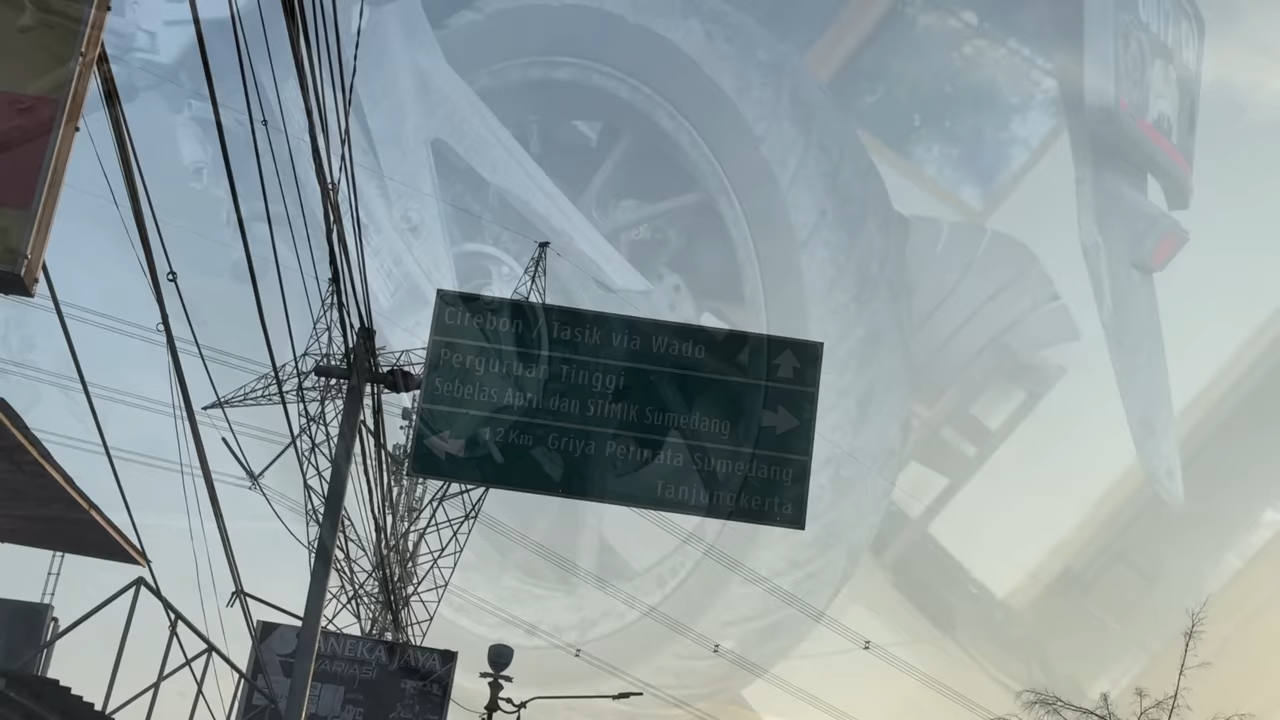 Cirebon / Tasik via Wado
Perguruan Tinggi
Sebelas April dan STIMIK Sumedang
12 Km Griya Permata Sumedang
Tanjungkerta
ANEKA JAYA
VARIASI